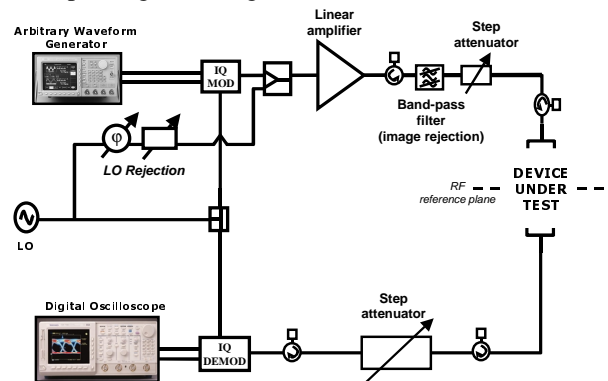 Linear
amplifier
Arbitrary Waveform
Generator
Step
attenuator
IQ
MOD
Band-pass
filter
(image rejection)
φ
LO Rejection
RF
reference plane
DEVICE
UNDER
TEST
LO
Digital Oscilloscope
Step
attenuator
IQ
DEMOD